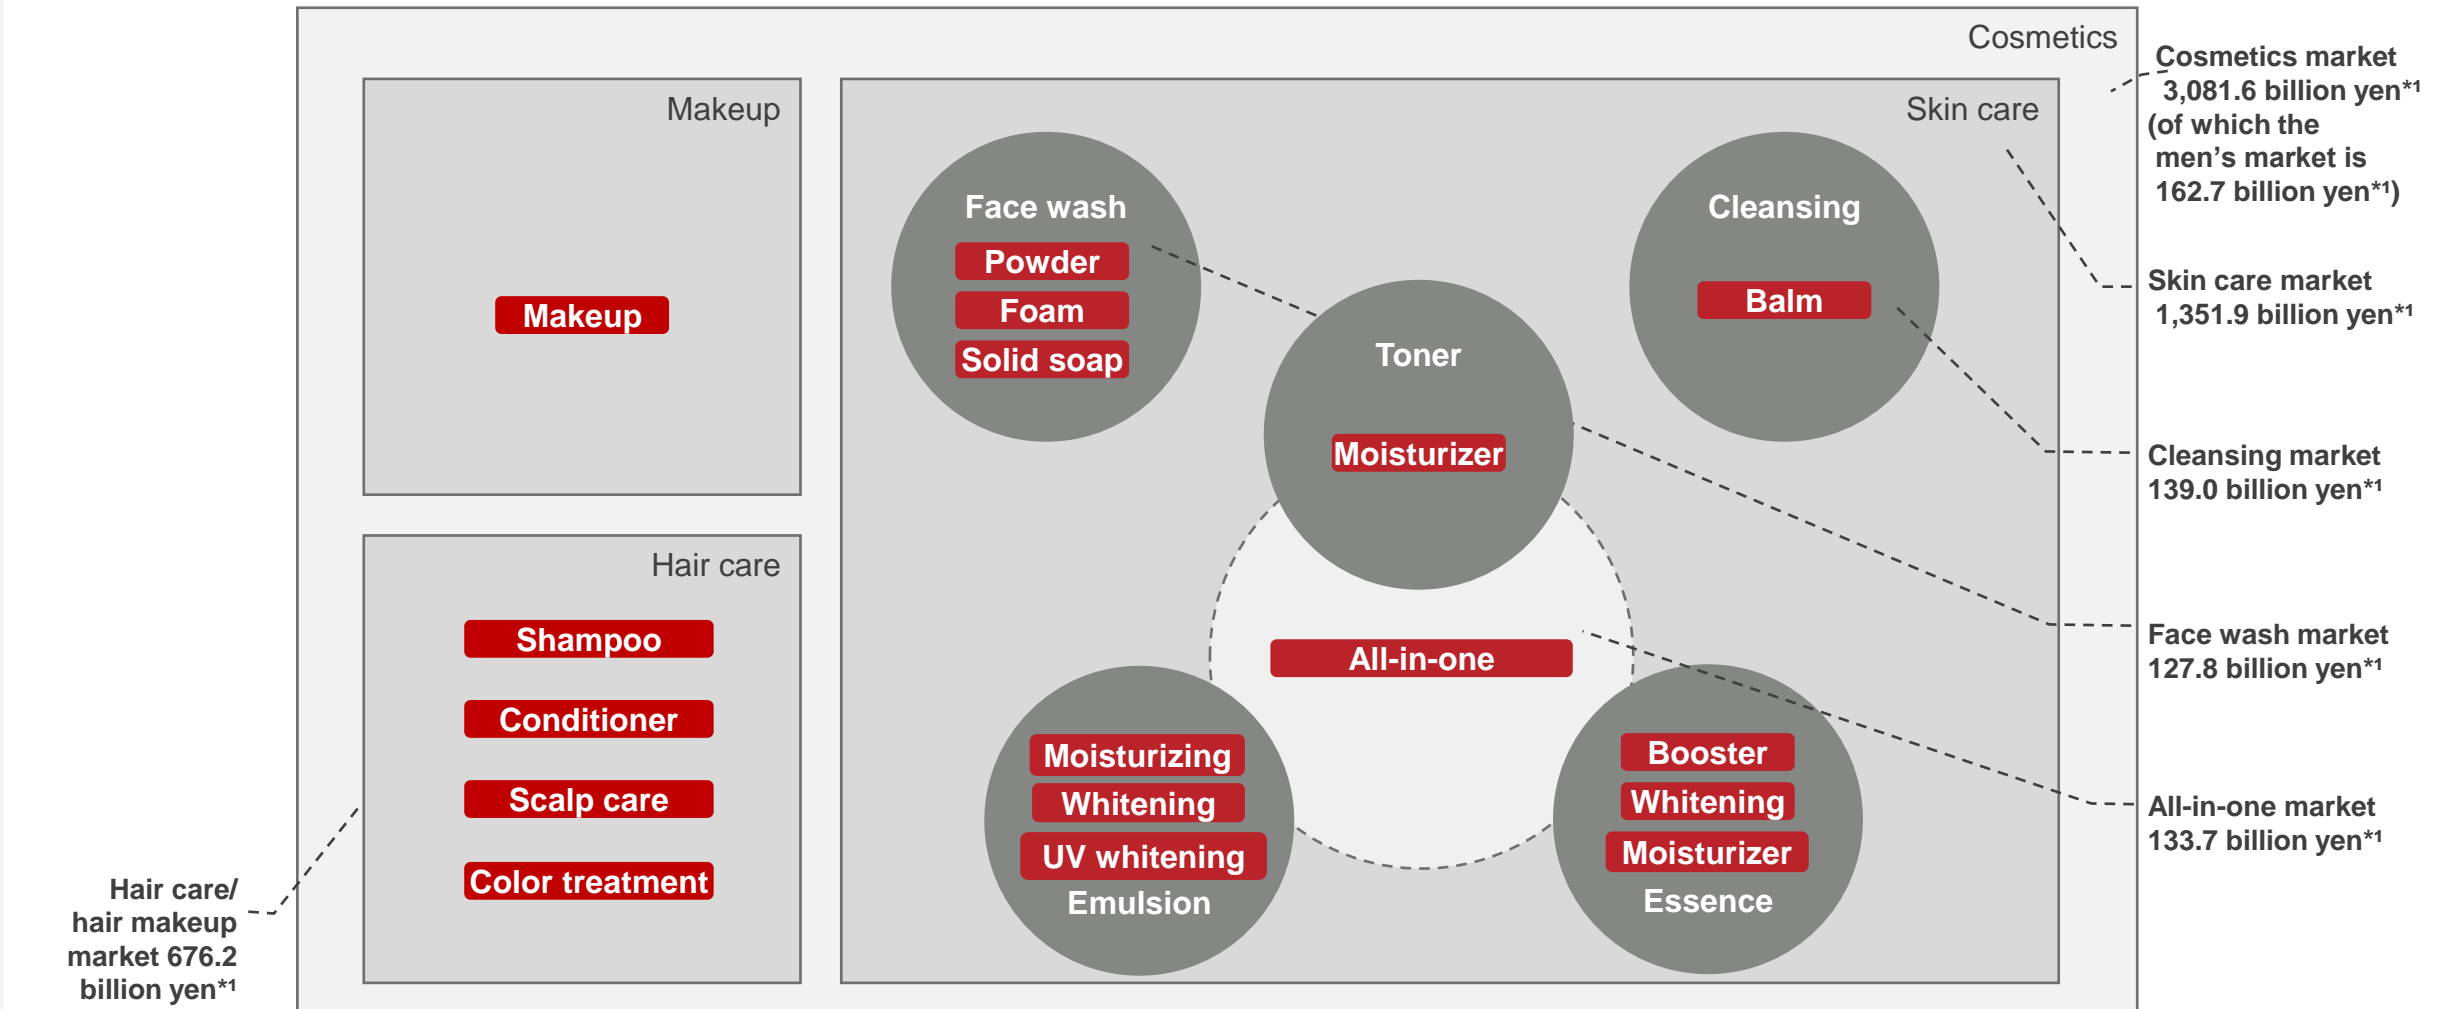 Cosmetics
Makeup
Makeup
Hair care
Shampoo
Conditioner
Scalp care
Color treatment
Hair care/
hair makeup
market 676.2
billion yen*¹
Skin care
Face wash
Powder
Foam
Solid soap
Cleansing
Balm
Toner
Moisturizer
All-in-one
Moisturizing
Whitening
UV whitening
Emulsion
Booster
Whitening
Moisturizer
Essence
Cosmetics market
3,081.6 billion yen*¹
(of which the
men’s market is
162.7 billion yen*¹)
Skin care market
1,351.9 billion yen*¹
Cleansing market
139.0 billion yen*¹
Face wash market
127.8 billion yen*¹
All-in-one market
133.7 billion yen*¹